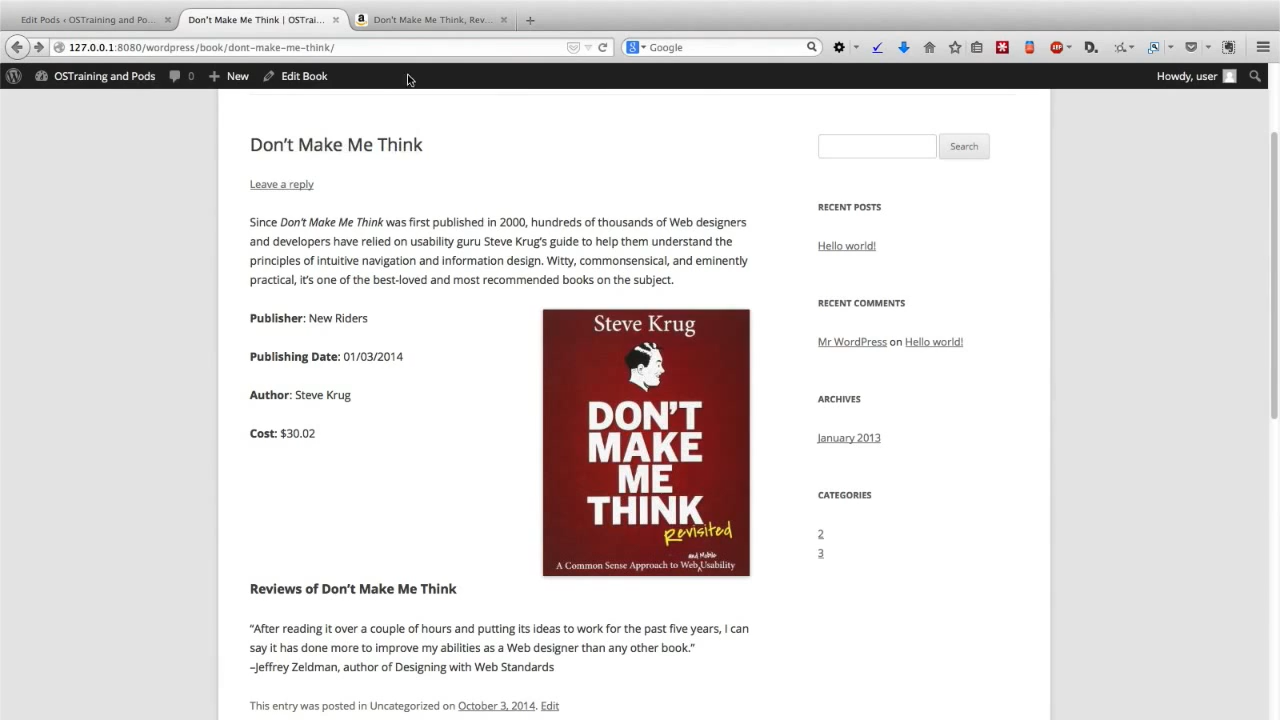 Edit Pods ‹ OSTraining and Po...
Don't Make Me Think | OSTrai...
Don't Make Me Think, Rev...
127.0.0.1:8080/wordpress/book/dont-make-me-think/
Google
OSTraining and Pods
0
New
Edit Book
Howdy, user
Don't Make Me Think
Search
Leave a reply
Since Don't Make Me Think was first published in 2000, hundreds of thousands of Web designers
and developers have relied on usability guru Steve Krug's guide to help them understand the
principles of intuitive navigation and information design. Witty, commonsensical, and eminently
practical, it's one of the best-loved and most recommended books on the subject.
Publisher: New Riders
Publishing Date: 01/03/2014
Author: Steve Krug
Cost: $30.02
Steve Krug
DON'T
MAKE
ME
THINK
Revisited
and Mobile
A Common Sense Approach to Web Usability
Reviews of Don't Make Me Think
“After reading it over a couple of hours and putting its ideas to work for the past five years, I can
say it has done more to improve my abilities as a Web designer than any other book.”
–Jeffrey Zeldman, author of Designing with Web Standards
This entry was posted in Uncategorized on October 3, 2014. Edit
RECENT POSTS
Hello world!
RECENT COMMENTS
Mr WordPress on Hello world!
ARCHIVES
January 2013
CATEGORIES
2
3